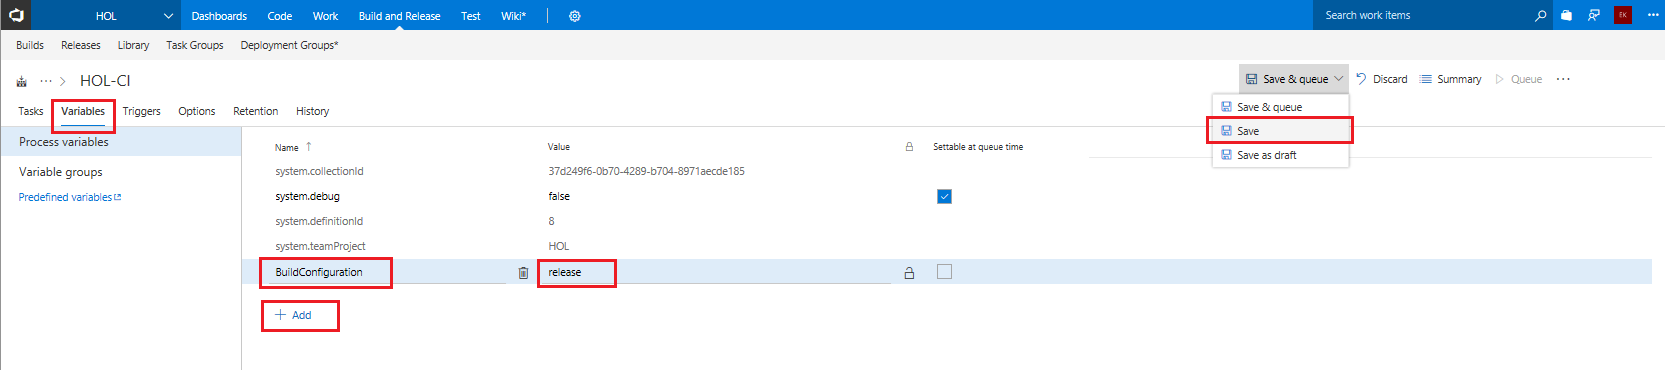 HOL Dashboards Code Work Build and Release Test Wiki* Search work items EK
Builds Releases Library Task Groups Deployment Groups*
... > HOL-CI Save & queue Discard Summary Queue ...
Tasks Variables Triggers Options Retention History
Save & queue
Save
Save as draft
Process variables
Variable groups
Predefined variables
Name ↑ Value Settable at queue time
system.collectionId 37d249f6-0b70-4289-b704-8971aecde185
system.debug false
system.definitionId 8
system.teamProject HOL
BuildConfiguration release
+ Add